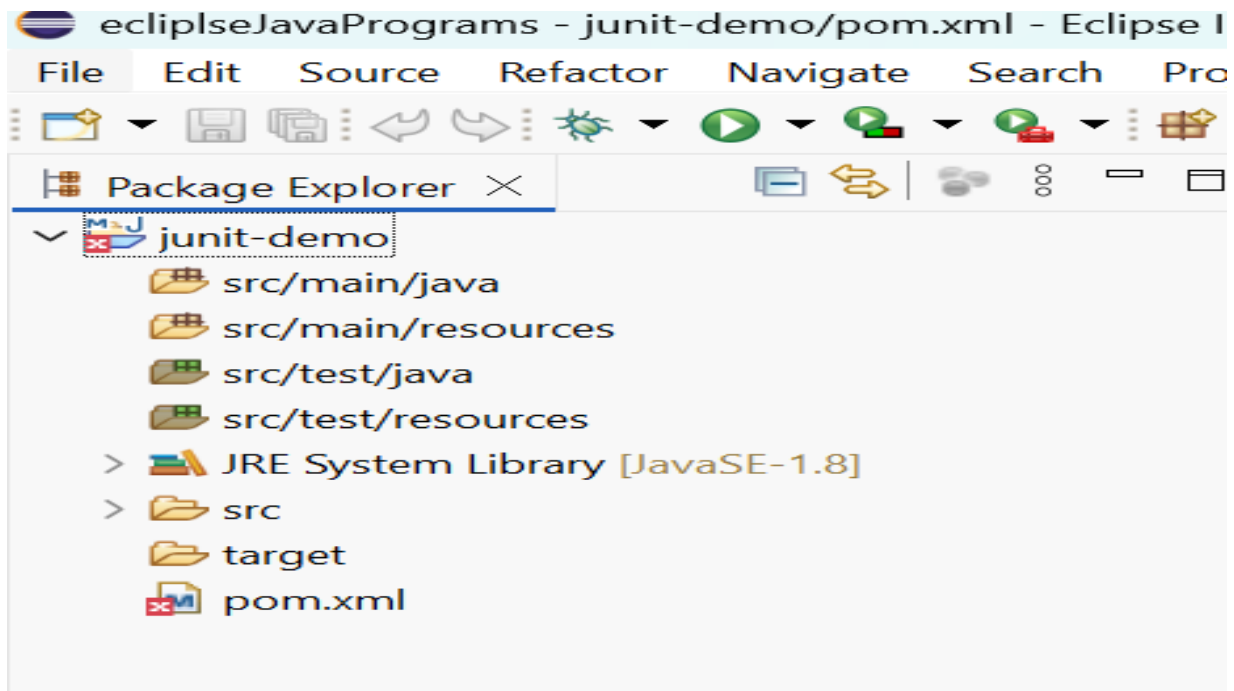 ecliplseJavaPrograms - junit-demo/pom.xml - Eclipse I
File Edit Source Refactor Navigate Search Pro
Package Explorer
junit-demo
src/main/java
src/main/resources
src/test/java
src/test/resources
JRE System Library [JavaSE-1.8]
src
target
pom.xml